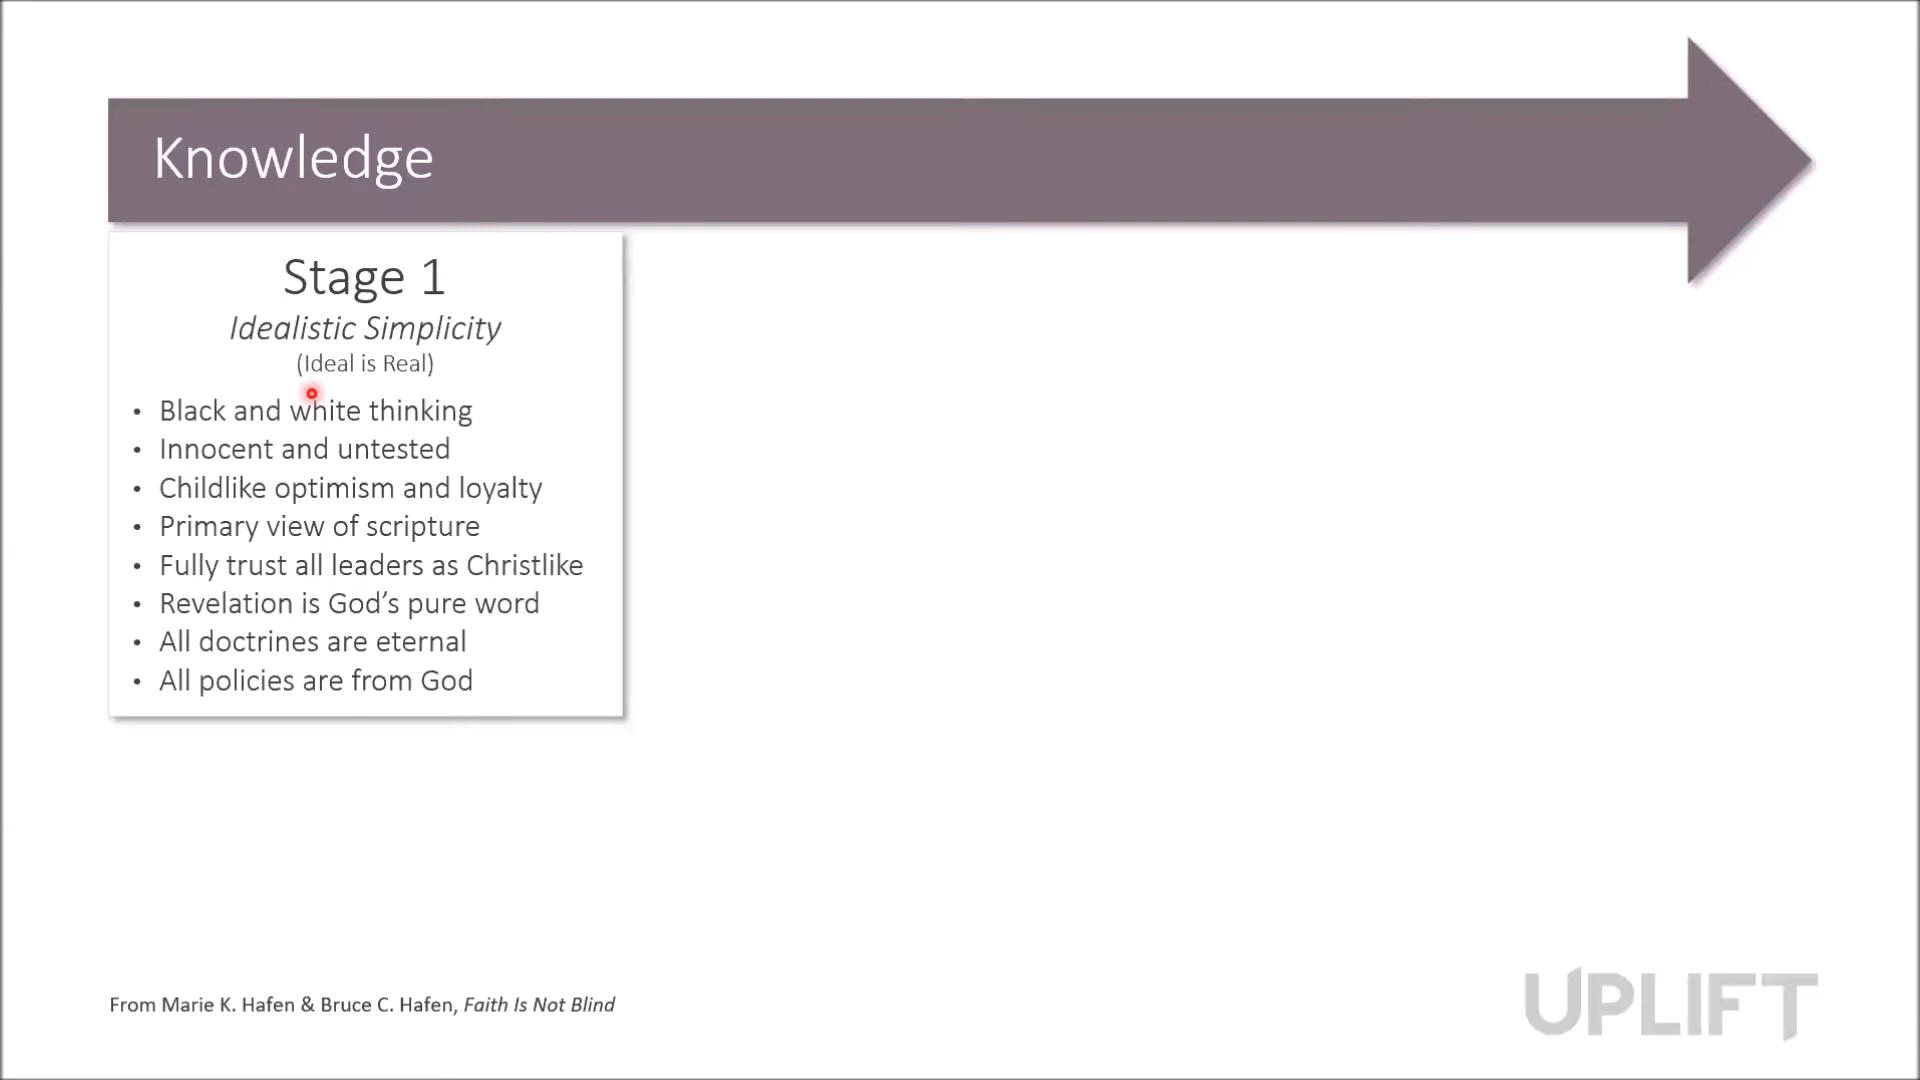 Knowledge
Stage 1
Idealistic Simplicity
(Ideal is Real)
• Black and white thinking
• Innocent and untested
• Childlike optimism and loyalty
• Primary view of scripture
• Fully trust all leaders as Christlike
• Revelation is God’s pure word
• All doctrines are eternal
• All policies are from God
From Marie K. Hafen & Bruce C. Hafen, Faith Is Not Blind
UPLIFT